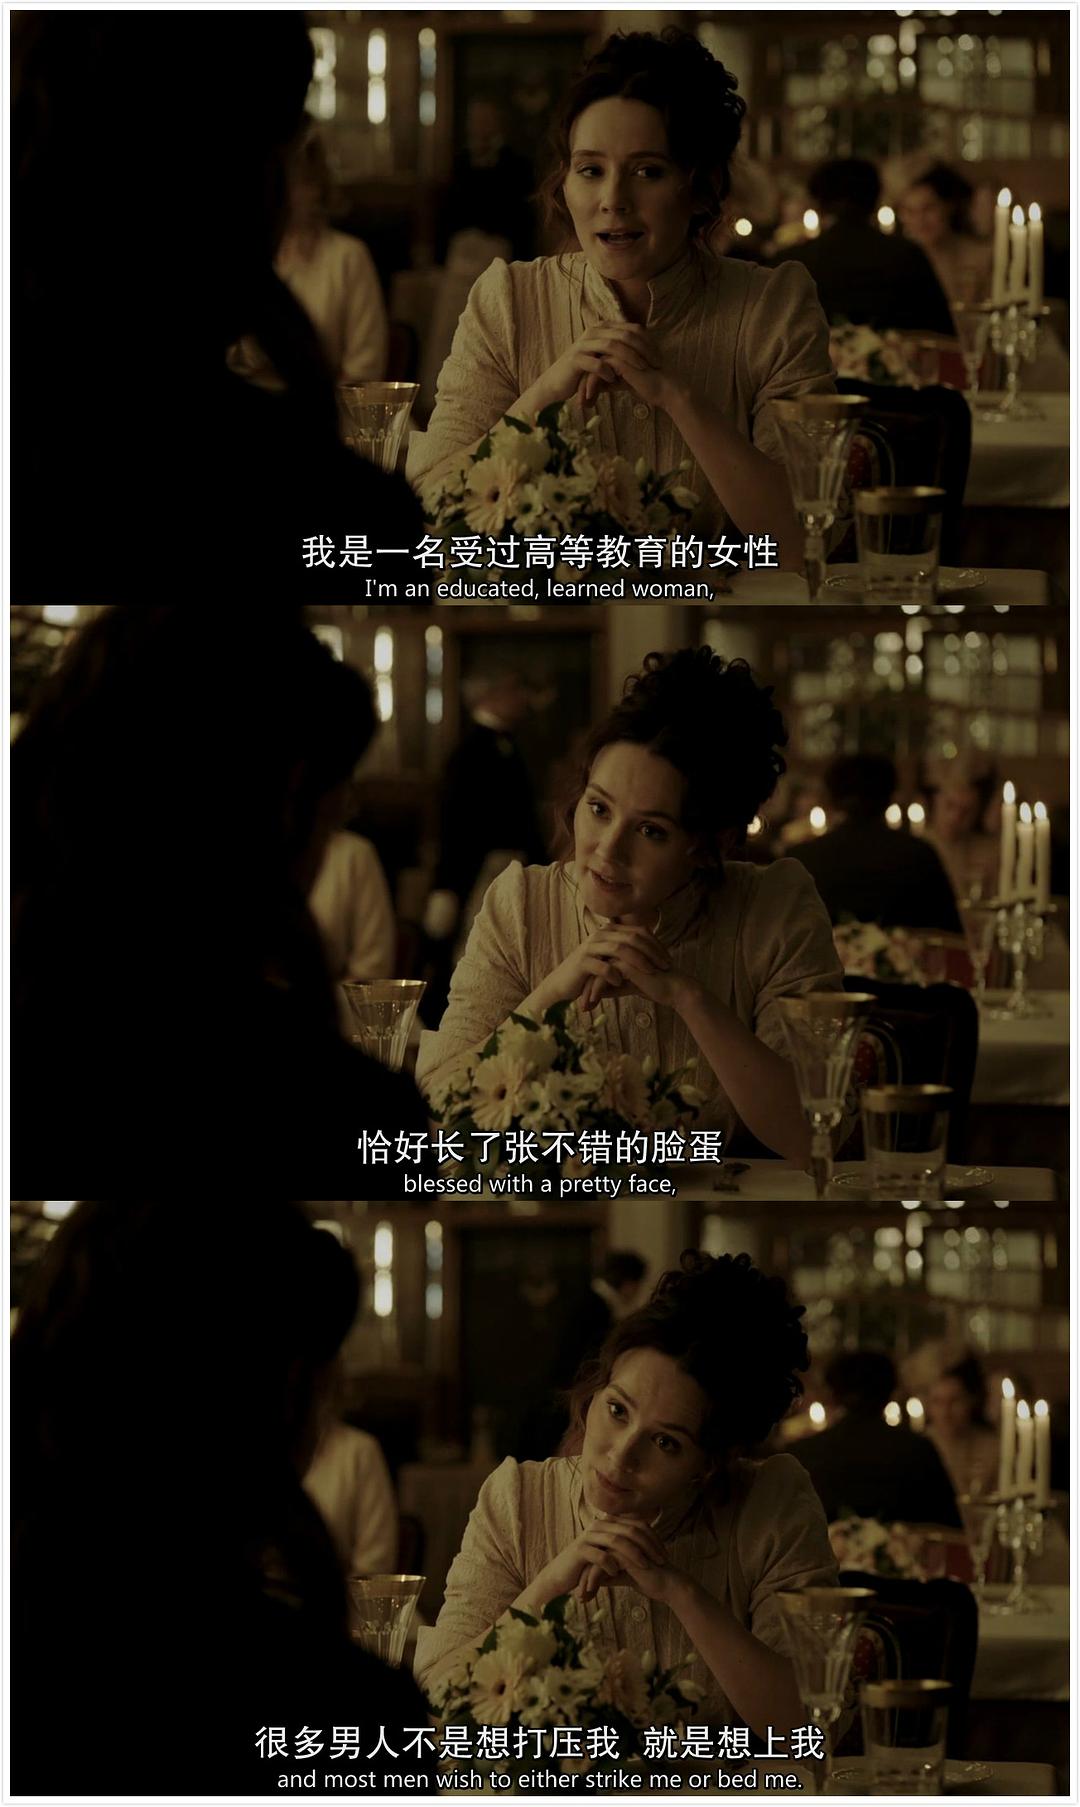 我是一名受过高等教育的女性
I'm an educated, learned woman,
恰好长了张不错的脸蛋
blessed with a pretty face,
很多男人不是想打压我 就是想上我
and most men wish to either strike me or bed me.